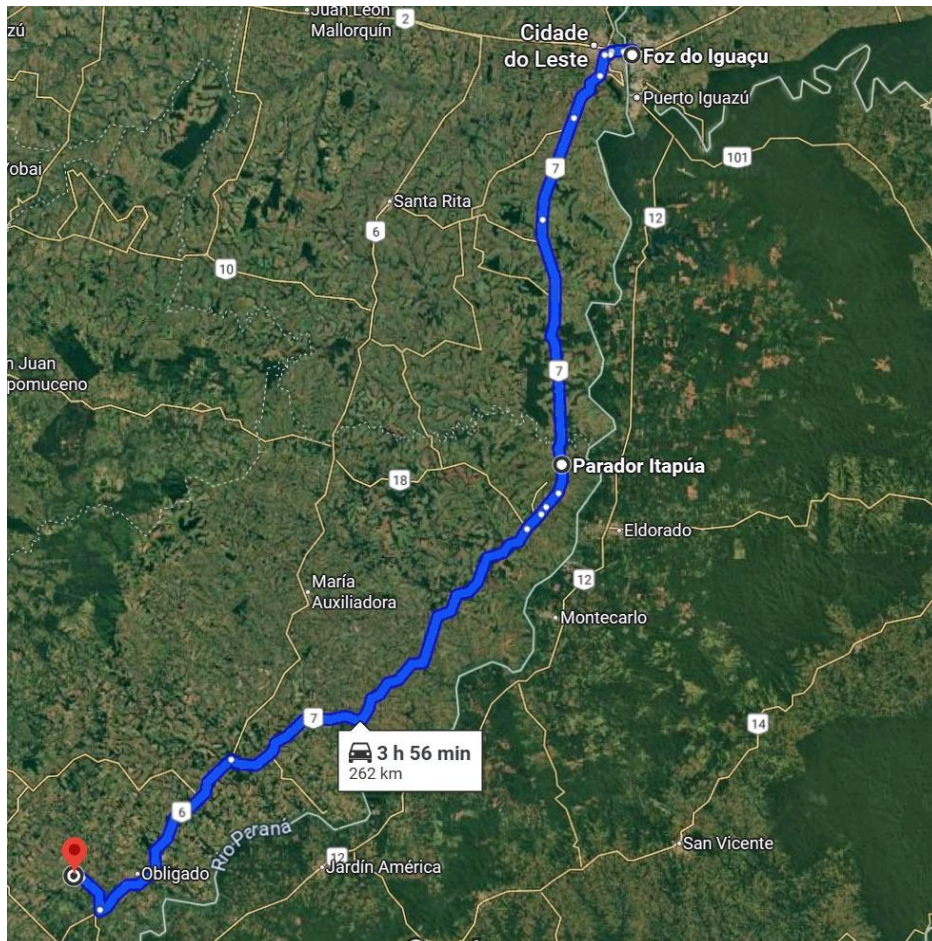 Juan León
Mallorquín
2
zú
Cidade
do Leste
Foz do Iguaçu
Puerto Iguazú
101
Yobai
7
Santa Rita
12
6
10
n Juan
pomuceno
7
Parador Itapúa
18
Eldorado
12
María
Auxiliadora
Montecarlo
7
14
3 h 56 min
262 km
6
Río Paraná
12
Jardín América
San Vicente
Obligado